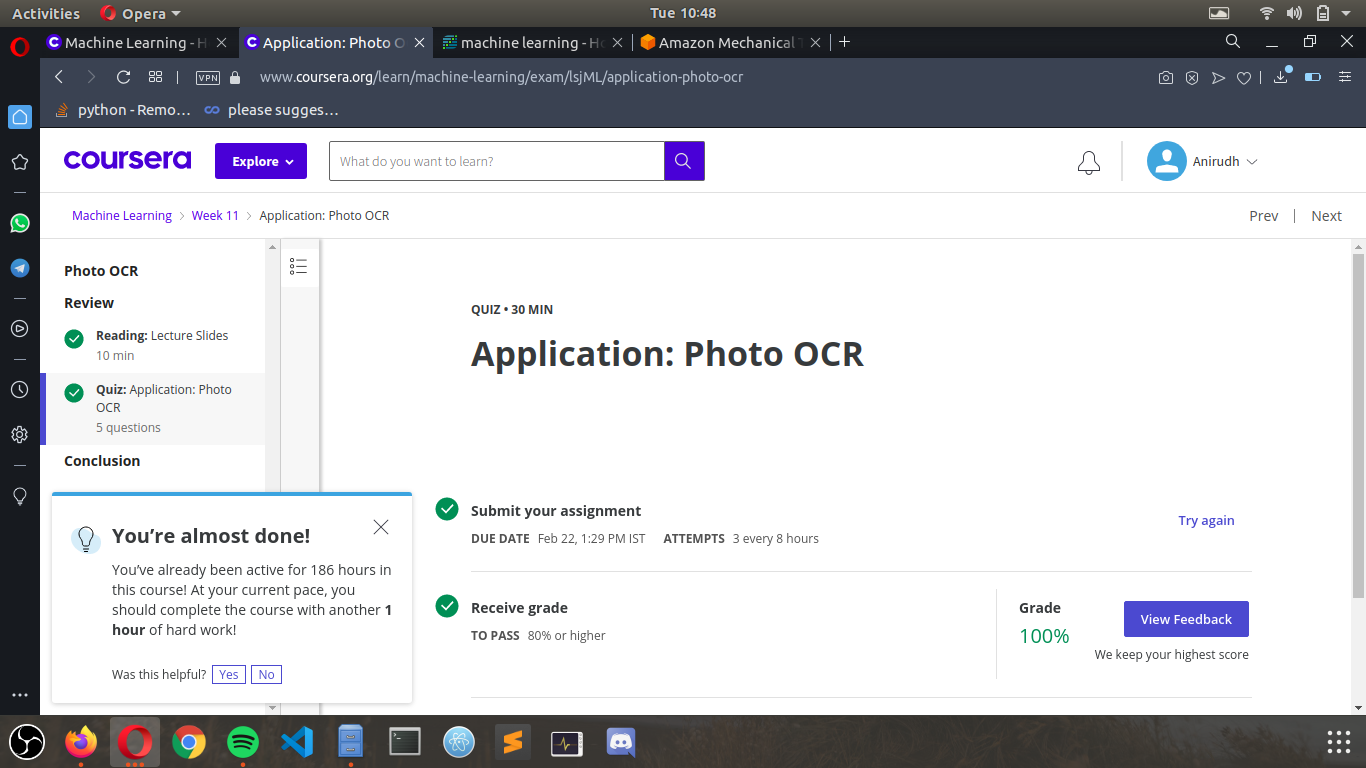 Activities Opera Tue 10:48
Machine Learning - H Application: Photo O machine learning - Ho Amazon Mechanical T
VPN www.coursera.org/learn/machine-learning/exam/lsjML/application-photo-ocr
python - Remo... please sugges...
coursera Explore What do you want to learn? Anirudh
Machine Learning Week 11 Application: Photo OCR Prev Next
Photo OCR
Review
Reading: Lecture Slides
10 min
Quiz: Application: Photo
OCR
5 questions
Conclusion
You're almost done!
You've already been active for 186 hours in
this course! At your current pace, you
should complete the course with another 1
hour of hard work!
Was this helpful? Yes No
QUIZ • 30 MIN
Application: Photo OCR
Submit your assignment
Try again
DUE DATE Feb 22, 1:29 PM IST ATTEMPTS 3 every 8 hours
Receive grade
TO PASS 80% or higher
Grade
100%
View Feedback
We keep your highest score